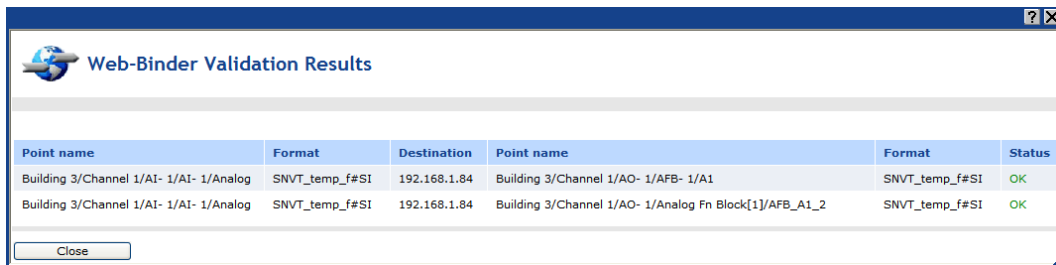 ? X
Web-Binder Validation Results
Point name Format Destination Point name Format Status
Building 3/Channel 1/AI- 1/AI- 1/Analog SNVT_temp_f#SI 192.168.1.84 Building 3/Channel 1/AO- 1/AFB- 1/A1 SNVT_temp_f#SI OK
Building 3/Channel 1/AI- 1/AI- 1/Analog SNVT_temp_f#SI 192.168.1.84 Building 3/Channel 1/AO- 1/Analog Fn Block[1]/AFB_A1_2 SNVT_temp_f#SI OK
Close